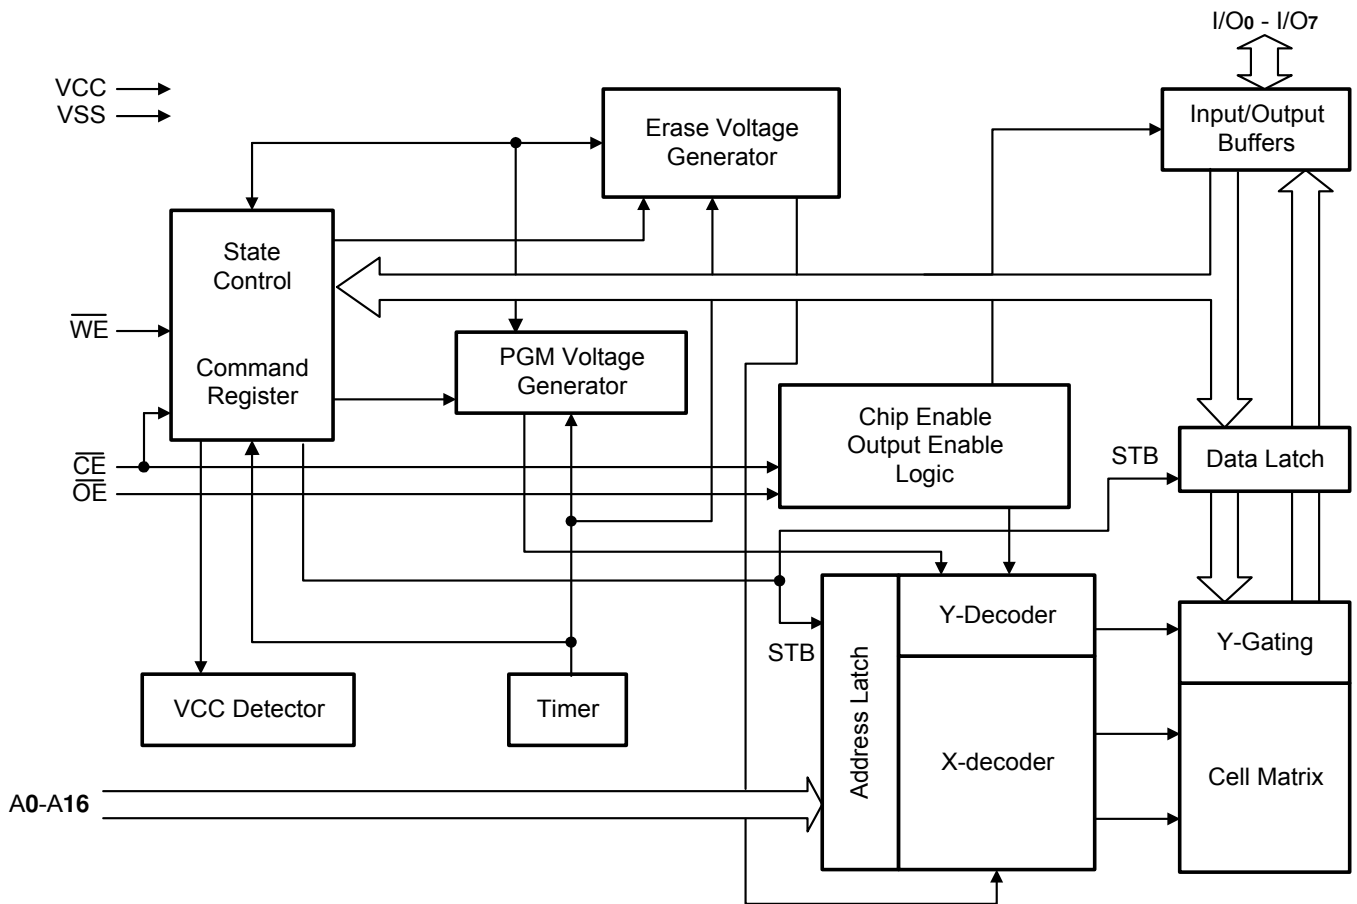 I/O0 - I/O7
VCC
VSS
Erase Voltage
Generator
Input/Output
Buffers
State
Control
WE
PGM Voltage
Generator
Command
Register
Chip Enable
Output Enable
Logic
CE
OE
STB
Data Latch
Y-Decoder
STB
Y-Gating
VCC Detector
Timer
Address Latch
X-decoder
Cell Matrix
A0-A16